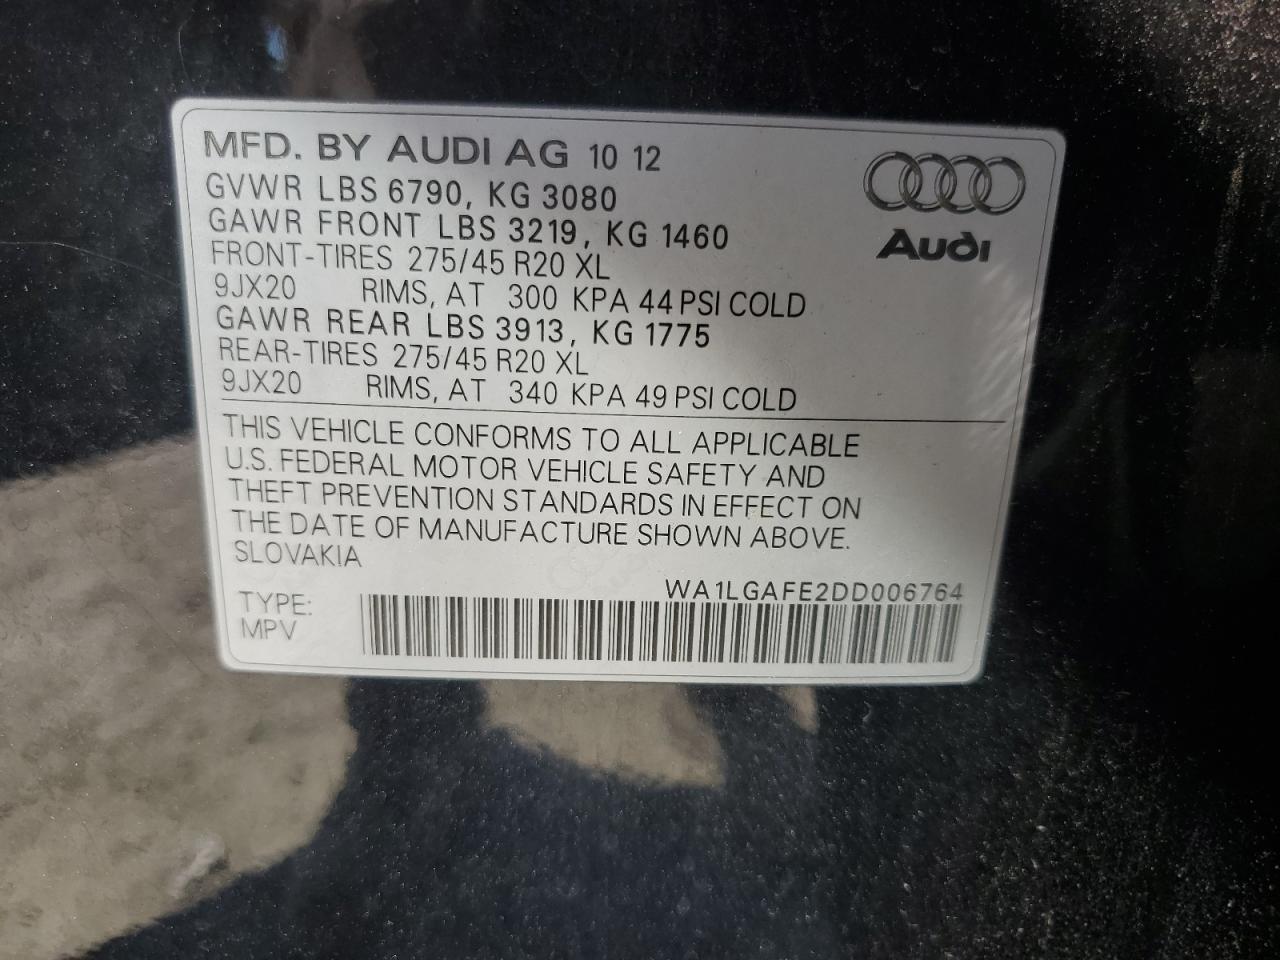 MFD. BY AUDI AG 10 12
GVWR LBS 6790, KG 3080
GAWR FRONT LBS 3219, KG 1460
FRONT-TIRES 275/45 R20 XL
9JX20 RIMS, AT 300 KPA 44 PSI COLD
GAWR REAR LBS 3913, KG 1775
REAR-TIRES 275/45 R20 XL
9JX20 RIMS, AT 340 KPA 49 PSI COLD
Audi
THIS VEHICLE CONFORMS TO ALL APPLICABLE
U.S. FEDERAL MOTOR VEHICLE SAFETY AND
THEFT PREVENTION STANDARDS IN EFFECT ON
THE DATE OF MANUFACTURE SHOWN ABOVE.
SLOVAKIA
WA1LGAFE2DD006764
TYPE:
MPV